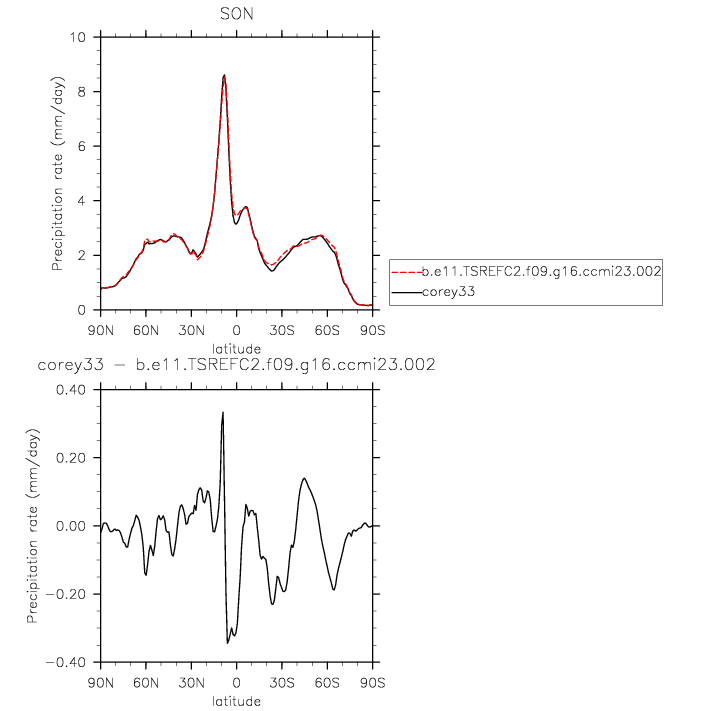 SON
10
8
6
4
2
0
Precipitation rate (mm/day)
90N 60N 30N 0 30S 60S 90S
latitude
b.e11.TSREFC2.f09.g16.ccmi23.002
corey33
corey33 − b.e11.TSREFC2.f09.g16.ccmi23.002
0.40
0.20
0.00
−0.20
−0.40
Precipitation rate (mm/day)
90N 60N 30N 0 30S 60S 90S
latitude